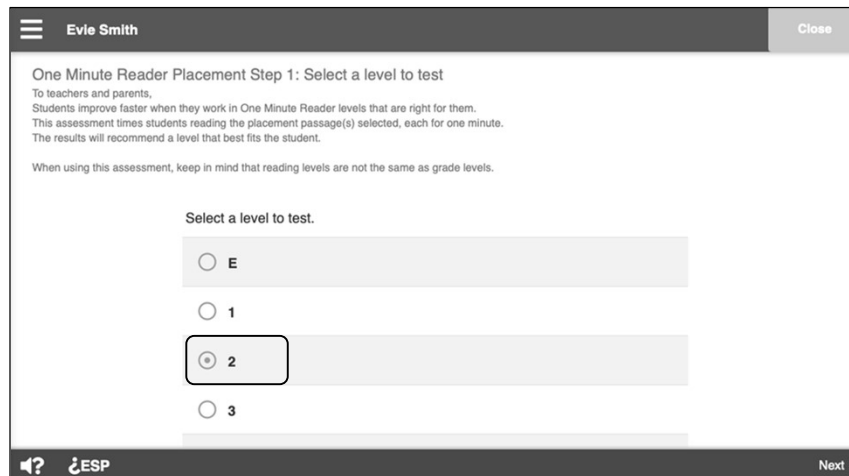 Evie Smith
Close
One Minute Reader Placement Step 1: Select a level to test
To teachers and parents,
Students improve faster when they work in One Minute Reader levels that are right for them.
This assessment times students reading the placement passage(s) selected, each for one minute.
The results will recommend a level that best fits the student.
When using this assessment, keep in mind that reading levels are not the same as grade levels.
Select a level to test.
E
1
2
3
? ¿ESP
Next